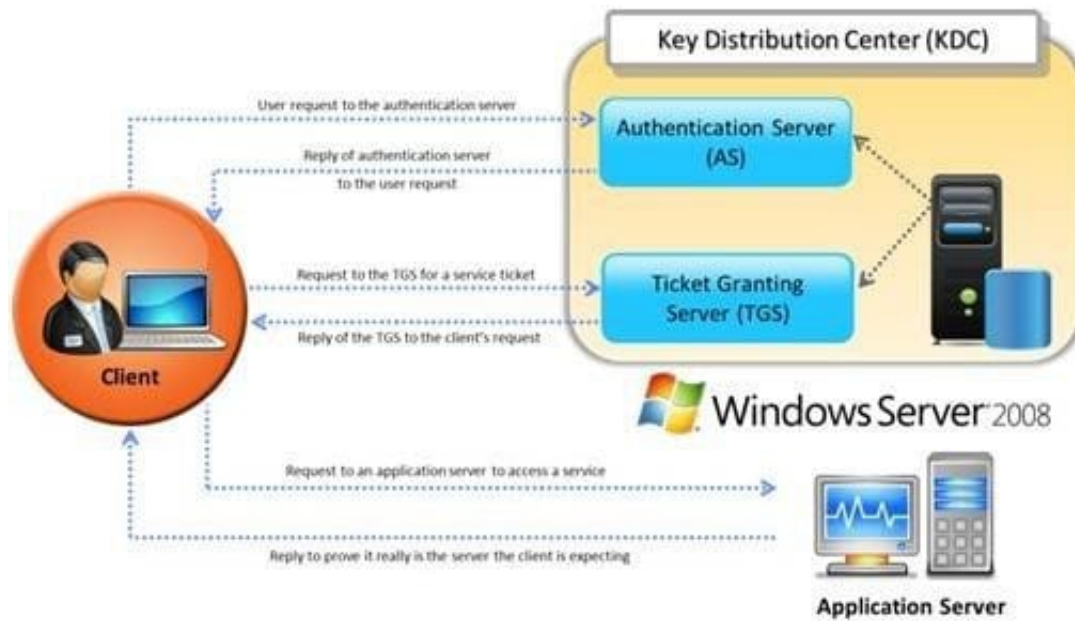 Key Distribution Center (KDC)
User request to the authentication server
Authentication Server
(AS)
Reply of authentication server
to the user request
Request to the TGS for a service ticket
Ticket Granting
Server (TGS)
Reply of the TGS to the client's request
Client
Windows Server 2008
Request to an application server to access a service
Reply to prove it really is the server the client is expecting
Application Server